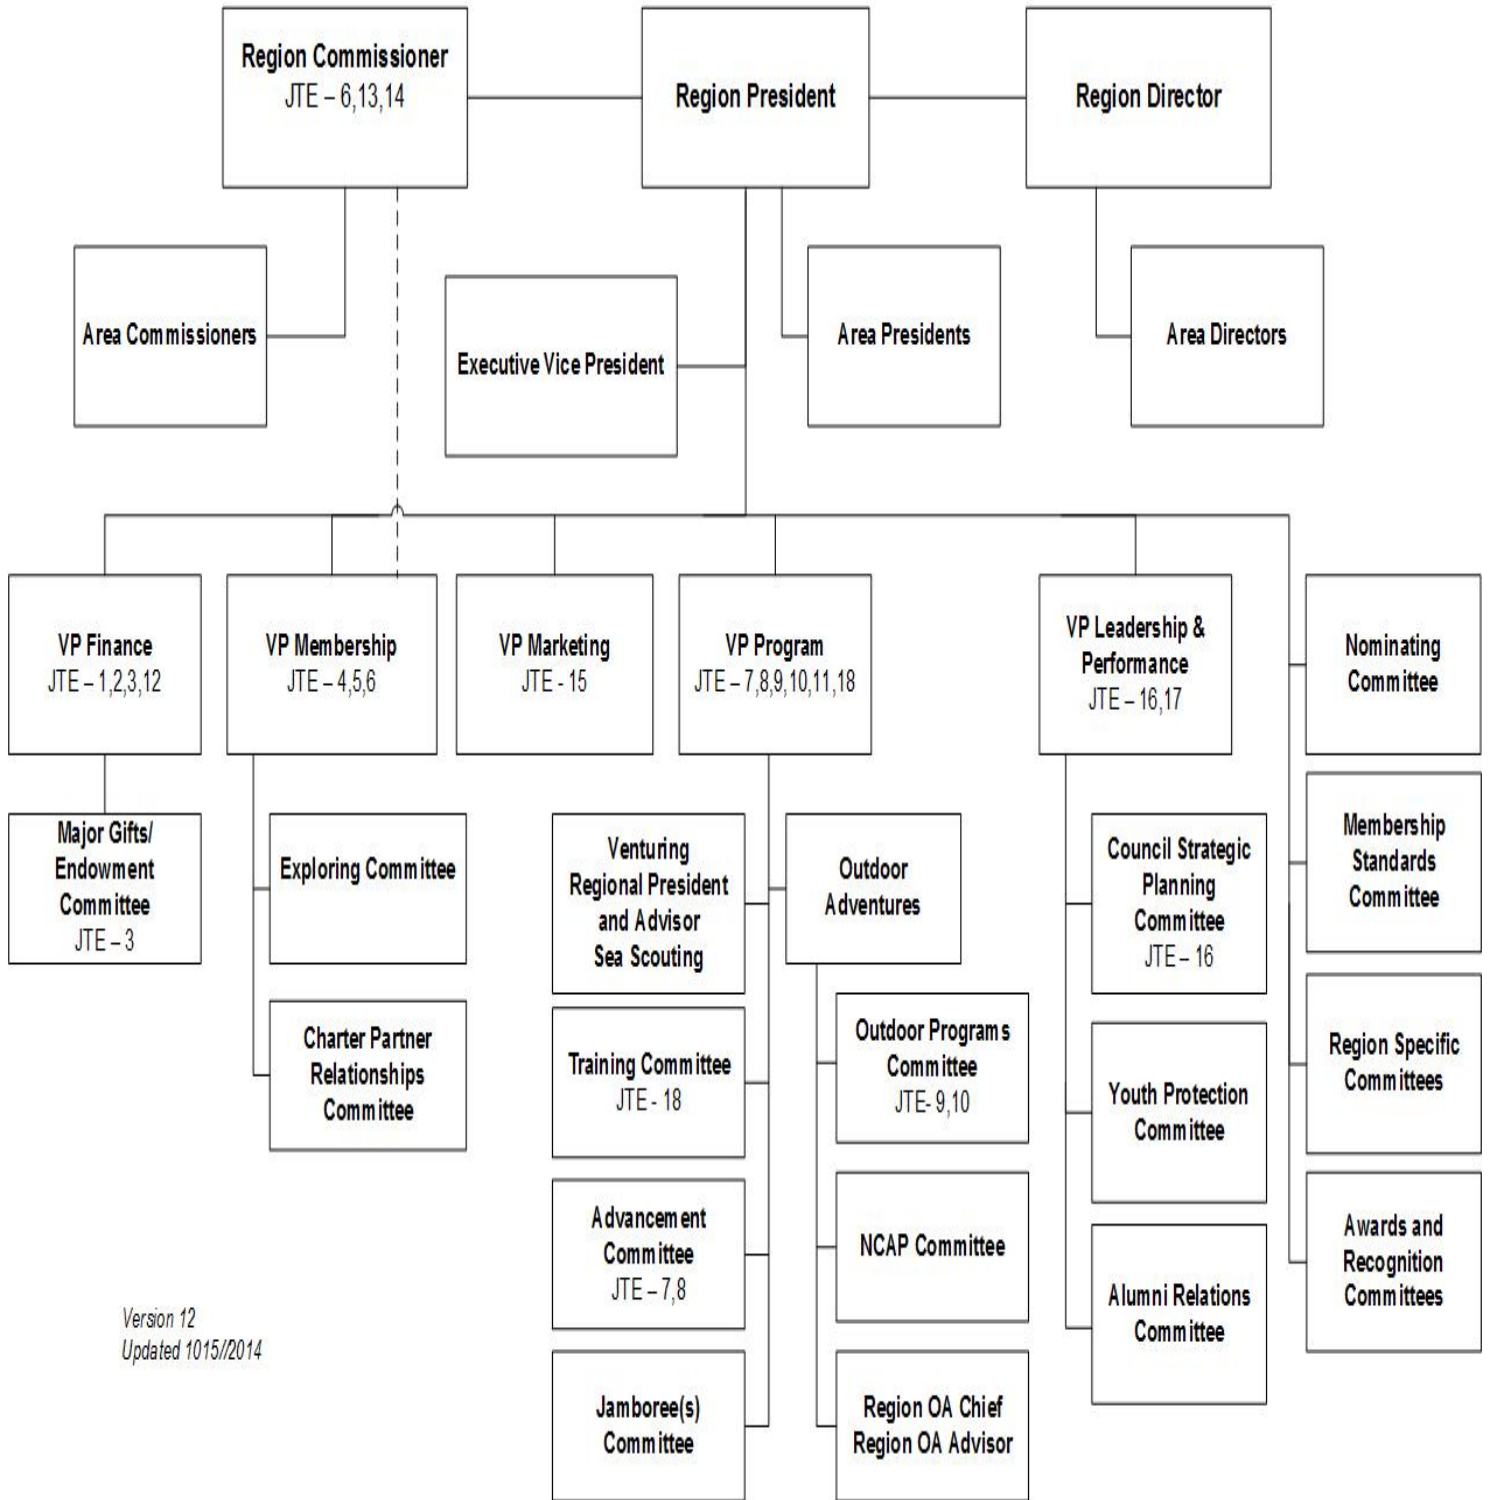 Region Commissioner
JTE – 6,13,14
Region President
Region Director
Area Commissioners
Executive Vice President
Area Presidents
Area Directors
VP Finance
JTE – 1,2,3,12
VP Membership
JTE – 4,5,6
VP Marketing
JTE - 15
VP Program
JTE – 7,8,9,10,11,18
VP Leadership &
Performance
JTE – 16,17
Nominating
Committee
Major Gifts/
Endowment
Committee
JTE – 3
Exploring Committee
Charter Partner
Relationships
Committee
Venturing
Regional President
and Advisor
Sea Scouting
Training Committee
JTE - 18
Advancement
Committee
JTE – 7,8
Jamboree(s)
Committee
Outdoor
Adventures
Outdoor Programs
Committee
JTE- 9,10
NCAP Committee
Region OA Chief
Region OA Advisor
Council Strategic
Planning
Committee
JTE – 16
Youth Protection
Committee
Alumni Relations
Committee
Membership
Standards
Committee
Region Specific
Committees
Awards and
Recognition
Committees
Version 12
Updated 1015//2014